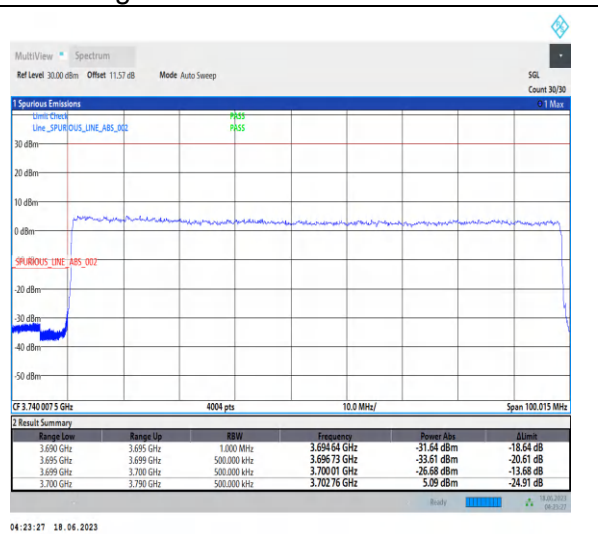 MultiView Spectrum
Ref Level 30.00 dBm Offset 11.57 dB Mode Auto Sweep SGL
Count 30/30
1 Spurious Emissions 1 Max
Limit Check PASS
Line _SPURIOUS_LINE_ABS_002 PASS
30 dBm
20 dBm
10 dBm
0 dBm
_SPURIOUS_LINE_ABS_002
-20 dBm
-30 dBm
-40 dBm
-50 dBm
CF 3.740 007 5 GHz 4004 pts 10.0 MHz/ Span 100.015 MHz
2 Result Summary
Range Low Range Up RBW Frequency Power Abs ΔLimit
3.690 GHz 3.695 GHz 1.000 MHz 3.694 64 GHz -31.64 dBm -18.64 dB
3.695 GHz 3.699 GHz 500.000 kHz 3.696 73 GHz -33.61 dBm -20.61 dB
3.699 GHz 3.700 GHz 500.000 kHz 3.700 01 GHz -26.68 dBm -13.68 dB
3.700 GHz 3.790 GHz 500.000 kHz 3.702 76 GHz 5.09 dBm -24.91 dB
Ready 18.06.2023
04:23:27
04:23:27 18.06.2023